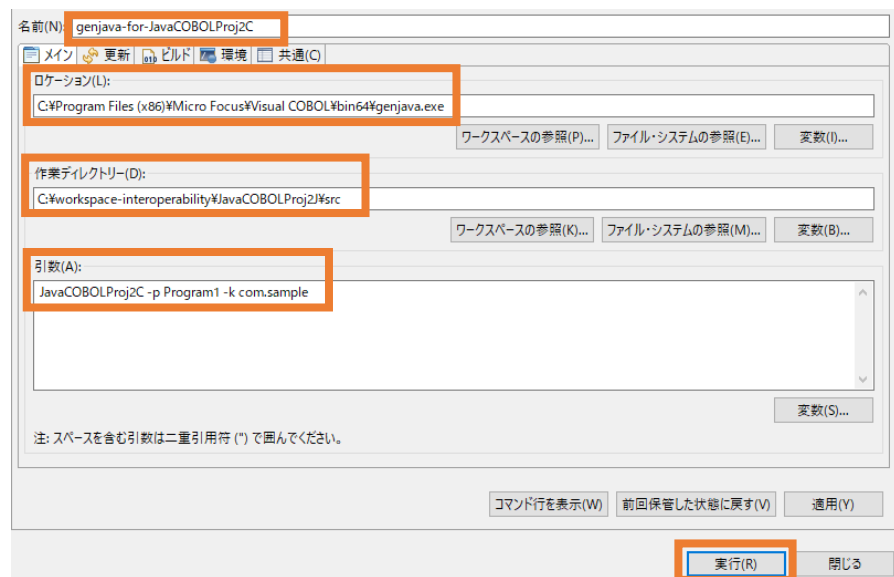 名前(N): genjava-for-JavaCOBOLProj2C
メイン 更新 ビルド 環境 共通(C)
ロケーション(L):
C:¥Program Files (x86)¥Micro Focus¥Visual COBOL¥bin64¥genjava.exe
ワークスペースの参照(P)... ファイル・システムの参照(E)... 変数(I)...
作業ディレクトリー(D):
C:¥workspace-interoperability¥JavaCOBOLProj2J¥src
ワークスペースの参照(K)... ファイル・システムの参照(M)... 変数(B)...
引数(A):
JavaCOBOLProj2C -p Program1 -k com.sample
変数(S)...
注: スペースを含む引数は二重引用符 (") で囲んでください。
コマンド行を表示(W) 前回保管した状態に戻す(V) 適用(Y)
実行(R) 閉じる